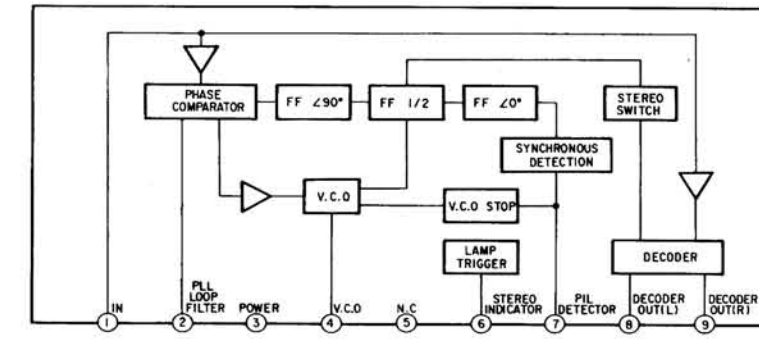 PHASE
COMPARATOR
FF ∠90°
FF 1/2
FF ∠0°
STEREO
SWITCH
SYNCHRONOUS
DETECTION
V.C.O
V.C.O STOP
LAMP
TRIGGER
DECODER
IN
PLL
LOOP
FILTER
POWER
V.C.O
N.C
STEREO
INDICATOR
PIL
DETECTOR
DECODER
OUT(L)
DECODER
OUT(R)
1 2 3 4 5 6 7 8 9